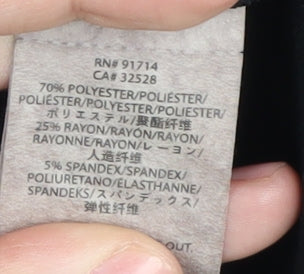 RN# 91714
CA# 32528
70% POLYESTER/POLIÉSTER/
POLIÉSTER/POLYESTER/POLIESTER/
ポリエステル/聚酯纤维
25% RAYON/RAYON/RAYON/
RAYONNE/RAYON/レーヨン/
人造纤维
5% SPANDEX/SPANDEX/
POLIURETANO/ÉLASTHANNE/
SPANDEKS/スパンデックス/
弹性纤维
OUT.